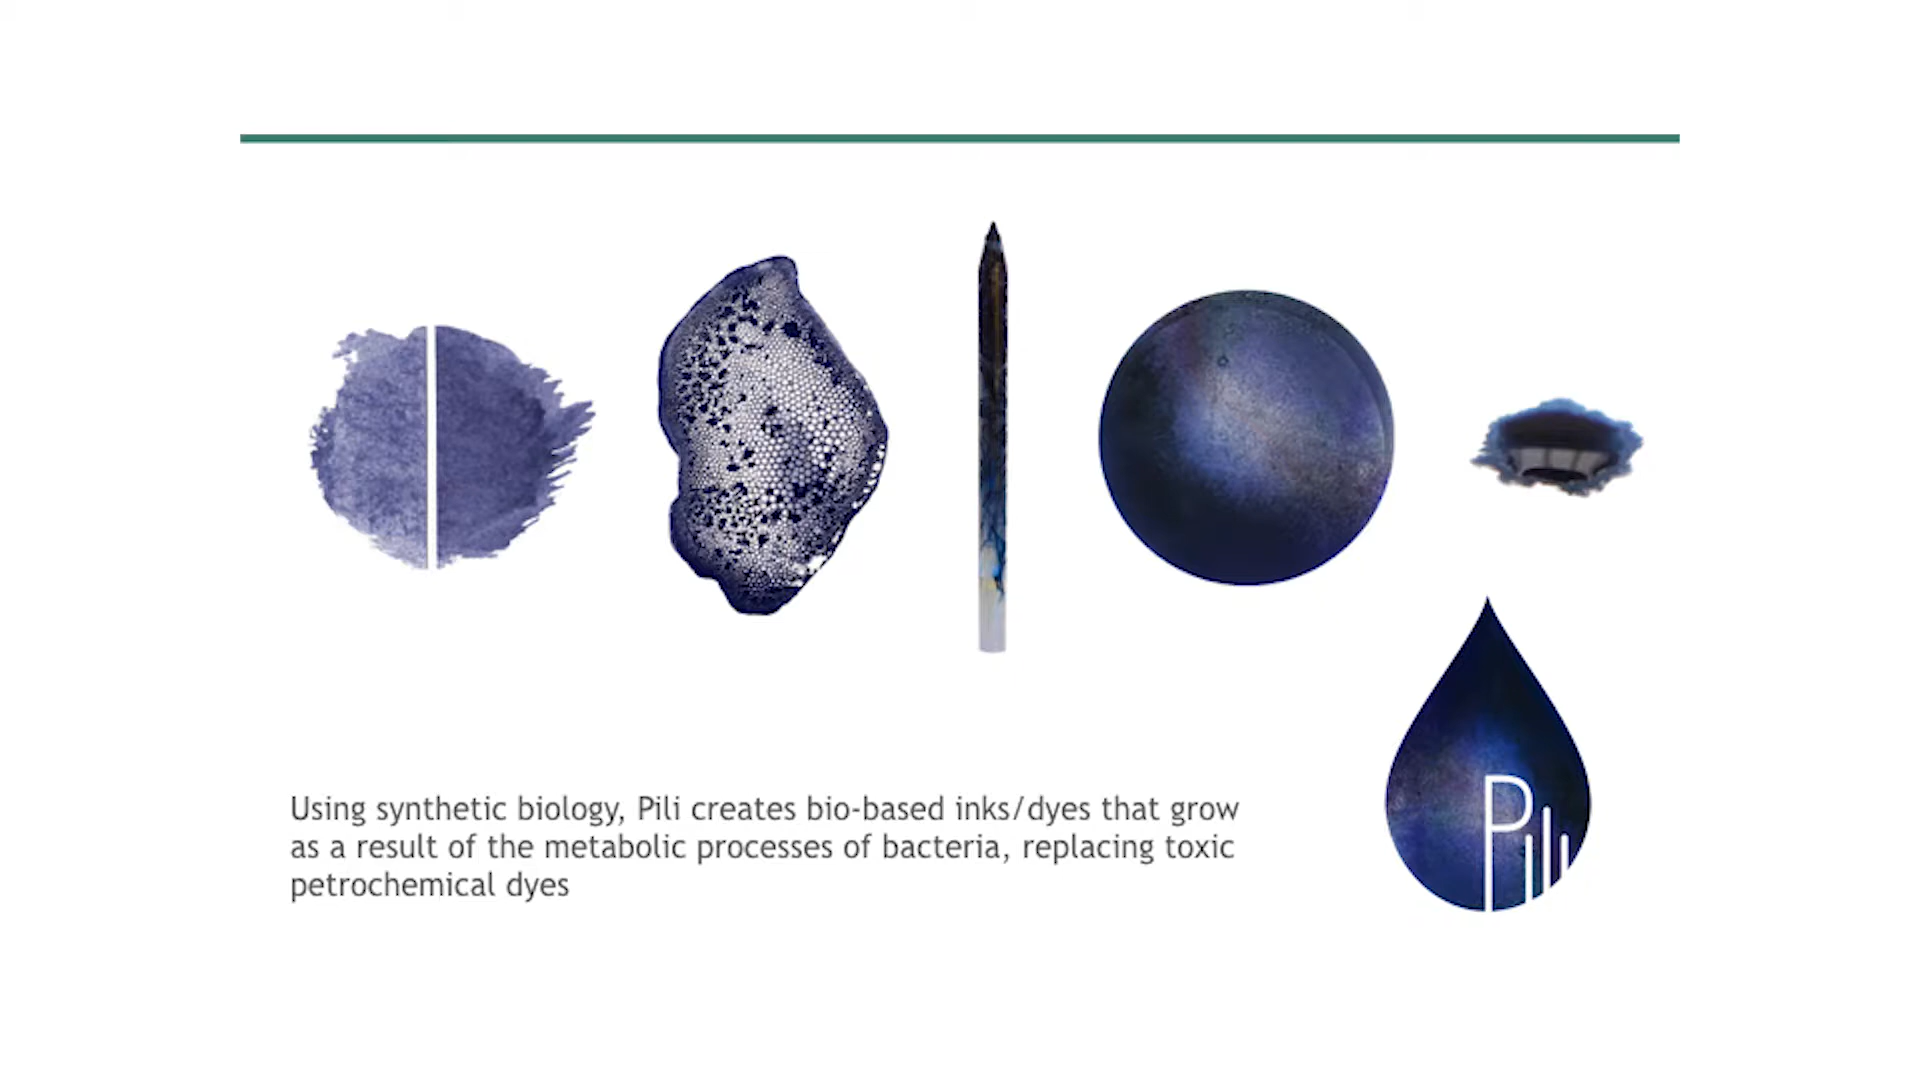 Using synthetic biology, Pili creates bio-based inks/dyes that grow
as a result of the metabolic processes of bacteria, replacing toxic
petrochemical dyes
Pili